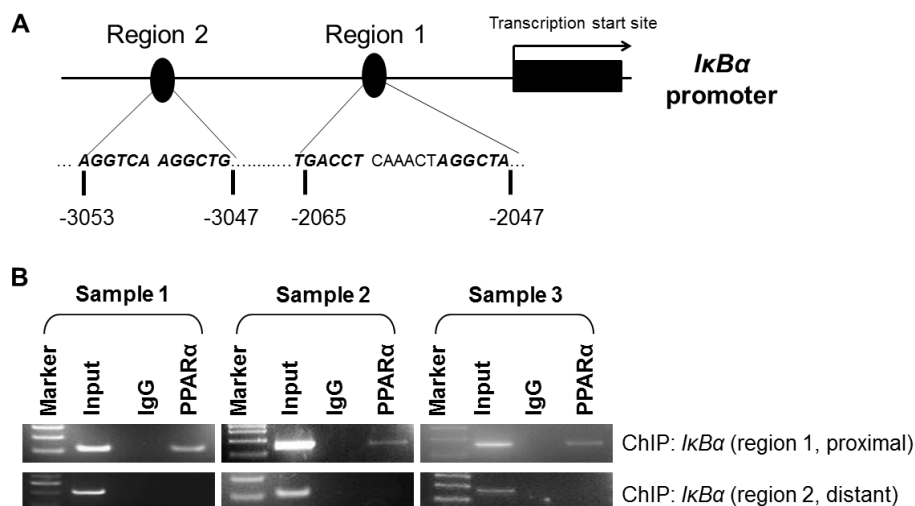 A
Region 2
Region 1
Transcription start site
IκBα
promoter
... AGGTCA AGGCTG............ TGACCT CAAACTAGGCTA...
-3053
-3047
-2065
-2047
B
Sample 1
Sample 2
Sample 3
Marker
Input
IgG
PPARα
Marker
Input
IgG
PPARα
Marker
Input
IgG
PPARα
ChIP: IκBα (region 1, proximal)
ChIP: IκBα (region 2, distant)